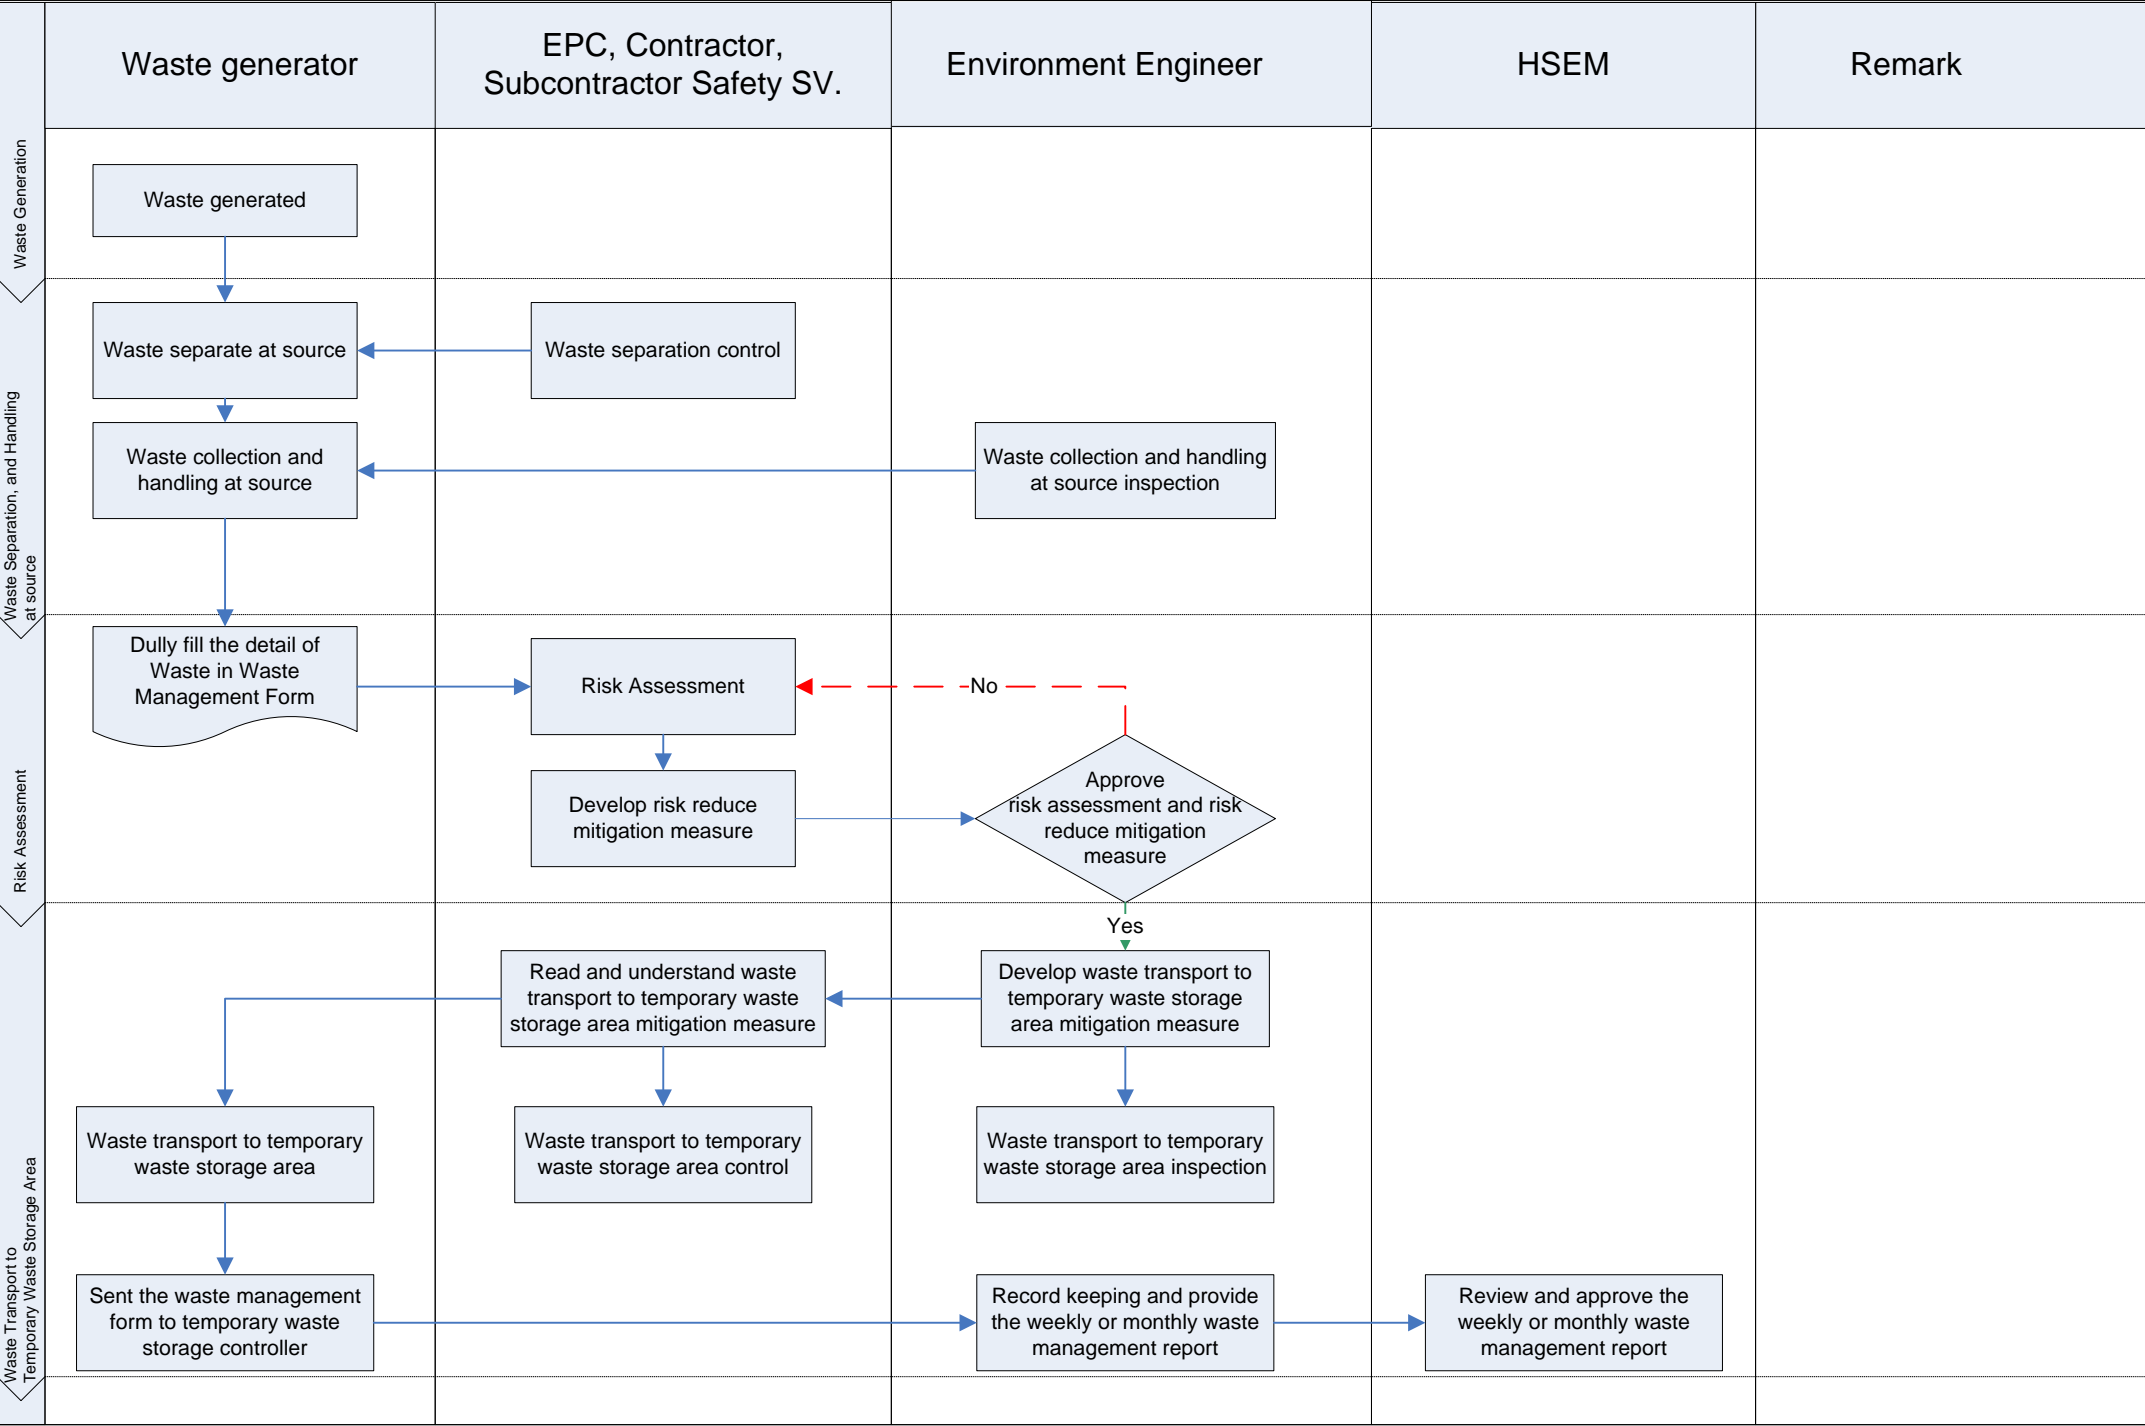 Waste generator
EPC, Contractor,
Subcontractor Safety SV.
Environment Engineer
HSEM
Remark
Waste Generation
Waste generated
Waste Separation, and Handling
at source
Waste separate at source
Waste separation control
Waste collection and
handling at source
Waste collection and handling
at source inspection
Risk Assessment
Dully fill the detail of
Waste in Waste
Management Form
Risk Assessment
No
Develop risk reduce
mitigation measure
Approve
risk assessment and risk
reduce mitigation
measure
Yes
Waste Transport to
Temporary Waste Storage Area
Read and understand waste
transport to temporary waste
storage area mitigation measure
Develop waste transport to
temporary waste storage
area mitigation measure
Waste transport to temporary
waste storage area
Waste transport to temporary
waste storage area control
Waste transport to temporary
waste storage area inspection
Sent the waste management
form to temporary waste
storage controller
Record keeping and provide
the weekly or monthly waste
management report
Review and approve the
weekly or monthly waste
management report